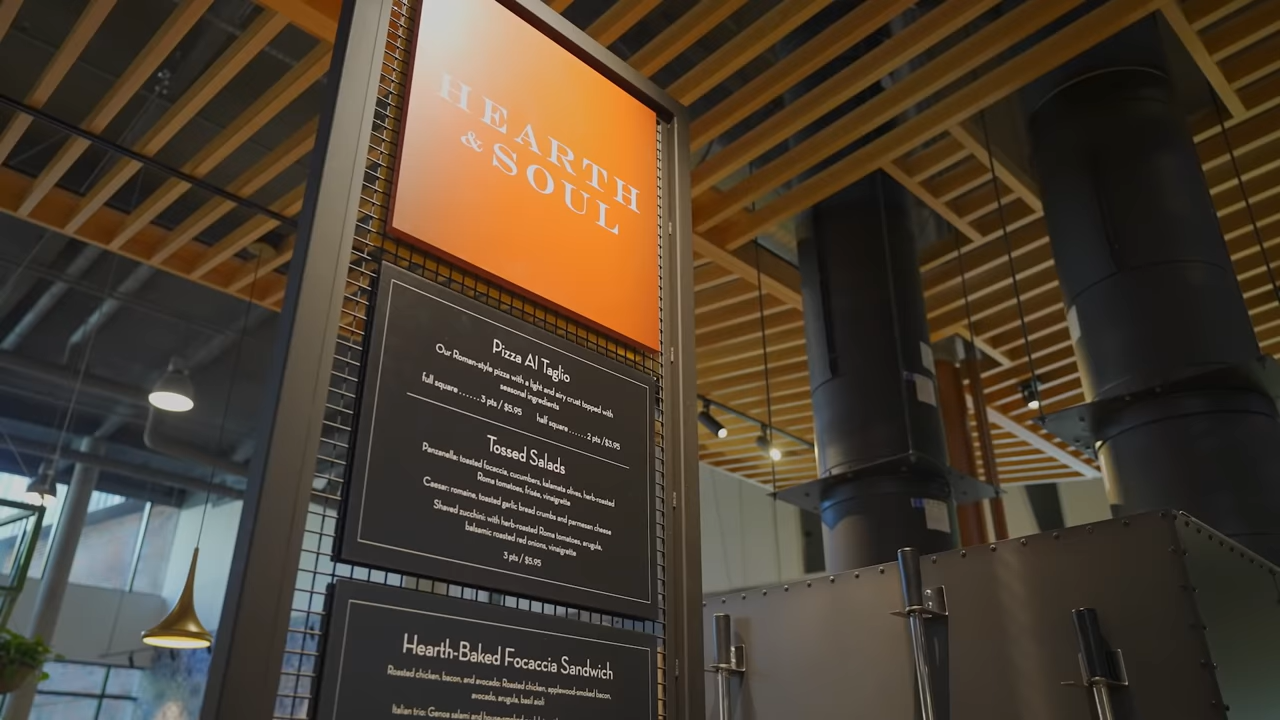 HEARTH
& SOUL
Pizza Al Taglio
Our Roman-style pizza with a light and airy crust topped with
seasonal ingredients
full square ...... 3 pts / $5.95 half square ...... 2 pts / $3.95
Tossed Salads
Panzanella: toasted focaccia, cucumbers, kalamata olives, herb-roasted
Roma tomatoes, frisée, vinaigrette
Caesar: romaine, toasted garlic bread crumbs and parmesan cheese
Shaved zucchini: with herb-roasted Roma tomatoes, arugula,
balsamic roasted red onions, vinaigrette
3 pts / $5.95
Hearth-Baked Focaccia Sandwich
Roasted chicken, bacon, and avocado: Roasted chicken, applewood-smoked bacon,
avocado, arugula, basil aioli
Italian trio: Genoa salami and